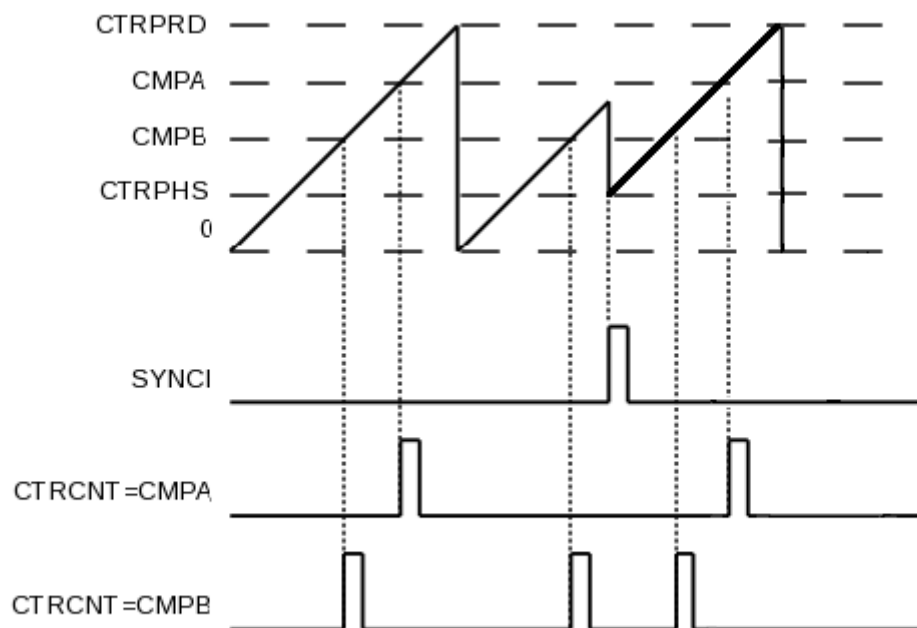 CTRPRD
CMPA
CMPB
CTRPHS
0
SYNCI
CTRCNT=CMPA
CTRCNT=CMPB